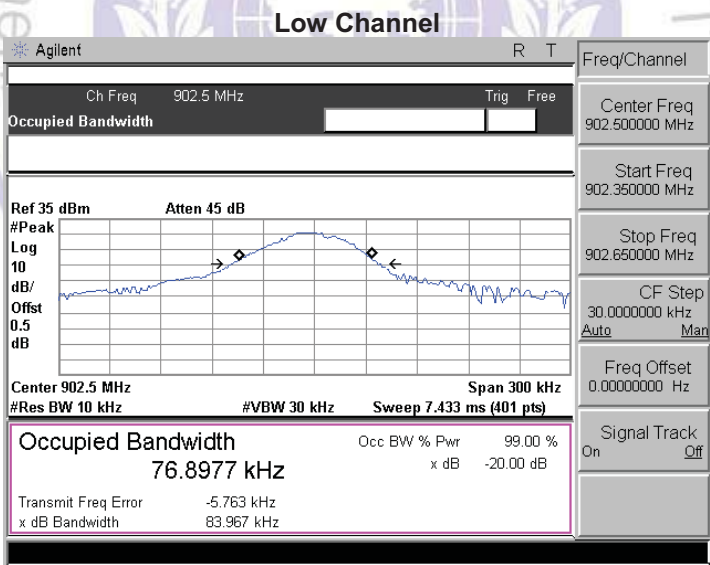 Low Channel
Agilent R T
Freq/Channel
Ch Freq 902.5 MHz Trig Free
Occupied Bandwidth
Center Freq
902.500000 MHz
Start Freq
902.350000 MHz
Stop Freq
902.650000 MHz
CF Step
30.0000000 kHz
Auto Man
Freq Offset
0.00000000 Hz
Signal Track
On Off
Ref 35 dBm Atten 45 dB
#Peak
Log
10
dB/
Offst
0.5
dB
Center 902.5 MHz Span 300 kHz
#Res BW 10 kHz #VBW 30 kHz Sweep 7.433 ms (401 pts)
Occupied Bandwidth
76.8977 kHz
Occ BW % Pwr 99.00 %
x dB -20.00 dB
Transmit Freq Error -5.763 kHz
x dB Bandwidth 83.967 kHz